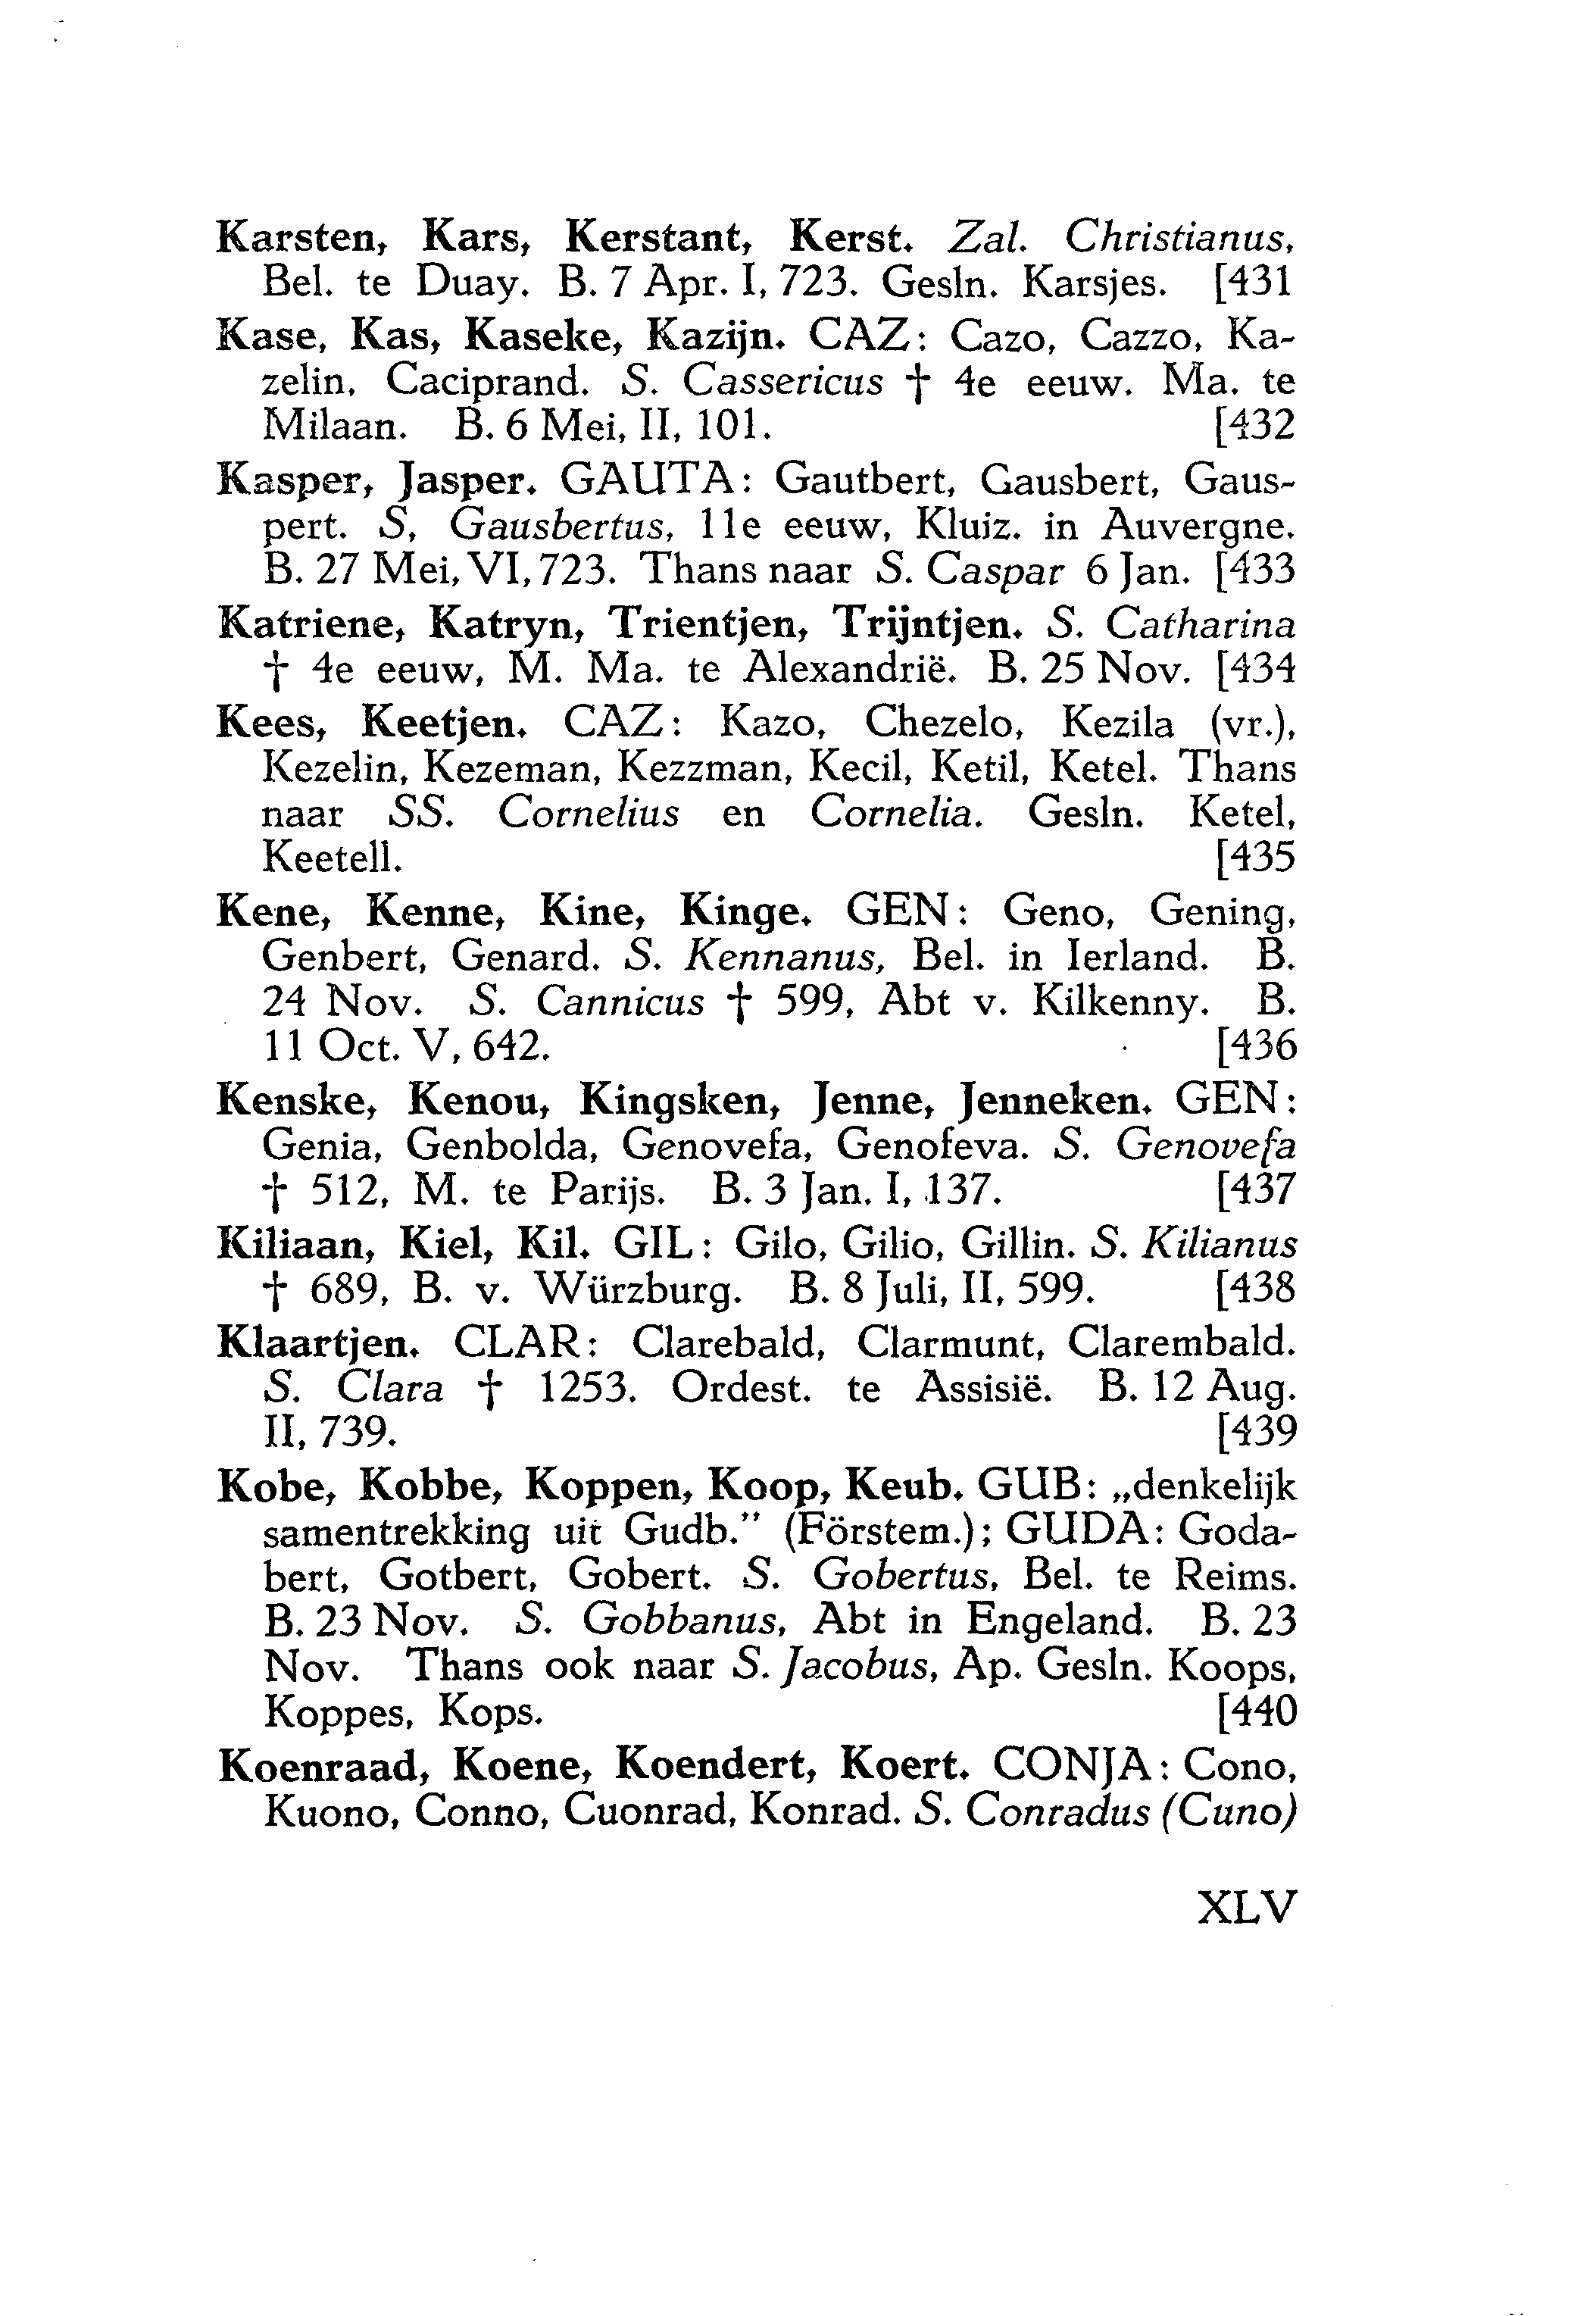 Karsten, Kars, Kerstant, Kerst. Zal. Christianus,
Bel. te Duay. B. 7 Apr. I, 723. Gesln. Karsjes. [431
Kase, Kas, Kaseke, Kazijn. CAZ: Cazo, Cazzo, Ka-
zelin, Caciprand. S. Cassericus † 4e eeuw. Ma. te
Milaan. B. 6 Mei, II, 101. [432
Kasper, Jasper. GAUTA: Gautbert, Gausbert, Gaus-
pert. S. Gausbertus, 11e eeuw, Kluiz. in Auvergne.
B. 27 Mei, VI, 723. Thans naar S. Caspar 6 Jan. [433
Katriene, Katryn, Trientjen, Trijntjen. S. Catharina
† 4e eeuw, M. Ma. te Alexandrië. B. 25 Nov. [434
Kees, Keetjen. CAZ: Kazo, Chezelo, Kezila (vr.),
Kezelin, Kezeman, Kezzman, Kecil, Ketil, Ketel. Thans
naar SS. Cornelius en Cornelia. Gesln. Ketel,
Keetell. [435
Kene, Kenne, Kine, Kinge. GEN: Geno, Gening,
Genbert, Genard. S. Kennanus, Bel. in Ierland. B.
24 Nov. S. Cannicus † 599, Abt v. Kilkenny. B.
11 Oct. V, 642. [436
Kenske, Kenou, Kingsken, Jenne, Jenneken. GEN:
Genia, Genbolda, Genovefa, Genofeva. S. Genovefa
† 512, M. te Parijs. B. 3 Jan. I, 137. [437
Kiliaan, Kiel, Kil. GIL: Gilo, Gilio, Gillin. S. Kilianus
† 689, B. v. Würzburg. B. 8 Juli, II, 599. [438
Klaartjen. CLAR: Clarebald, Clarmunt, Clarembald.
S. Clara † 1253. Ordest. te Assisië. B. 12 Aug.
II, 739. [439
Kobe, Kobbe, Koppen, Koop, Keub. GUB: „denkelijk
samentrekking uit Gudb." (Förstem.); GUDA: Goda-
bert, Gotbert, Gobert. S. Gobertus, Bel. te Reims.
B. 23 Nov. S. Gobbanus, Abt in Engeland. B. 23
Nov. Thans ook naar S. Jacobus, Ap. Gesln. Koops,
Koppes, Kops. [440
Koenraad, Koene, Koendert, Koert. CONJA: Cono,
Kuono, Conno, Cuonrad, Konrad. S. Conradus (Cuno)
XLV